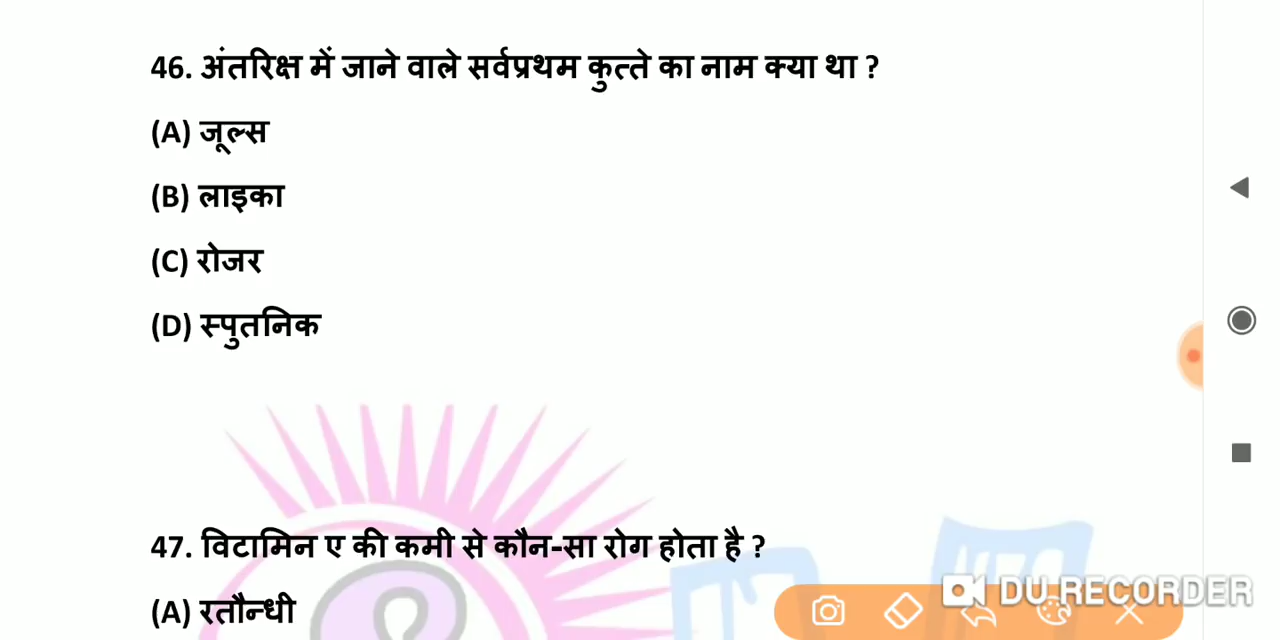 46. अंतरिक्ष में जाने वाले सर्वप्रथम कुत्ते का नाम क्या था ?
(A) जूल्स
(B) लाइका
(C) रोजर
(D) स्पुतनिक
47. विटामिन ए की कमी से कौन-सा रोग होता है ?
(A) रतौन्धी
DU RECORDER